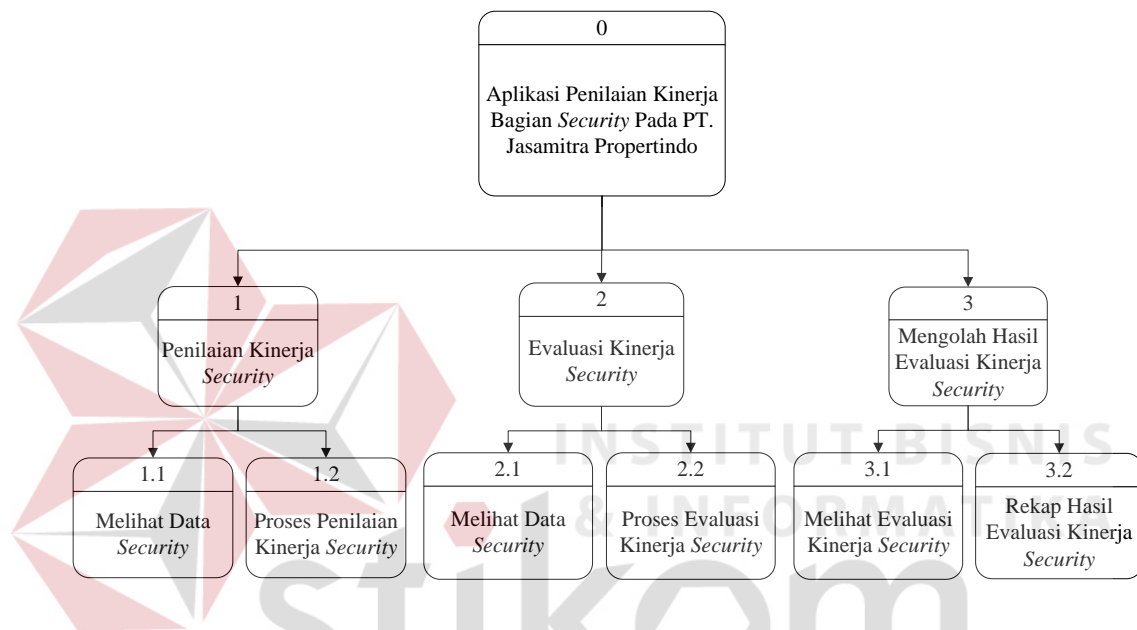 0
Aplikasi Penilaian Kinerja
Bagian Security Pada PT.
Jasamitra Propertindo
1
Penilaian Kinerja
Security
2
Evaluasi Kinerja
Security
3
Mengolah Hasil
Evaluasi Kinerja
Security
1.1
Melihat Data
Security
1.2
Proses Penilaian
Kinerja Security
2.1
Melihat Data
Security
2.2
Proses Evaluasi
Kinerja Security
3.1
Melihat Evaluasi
Kinerja Security
3.2
Rekap Hasil
Evaluasi Kinerja
Security
INSTITUT BISNIS
& INFORMATIKA
stikom